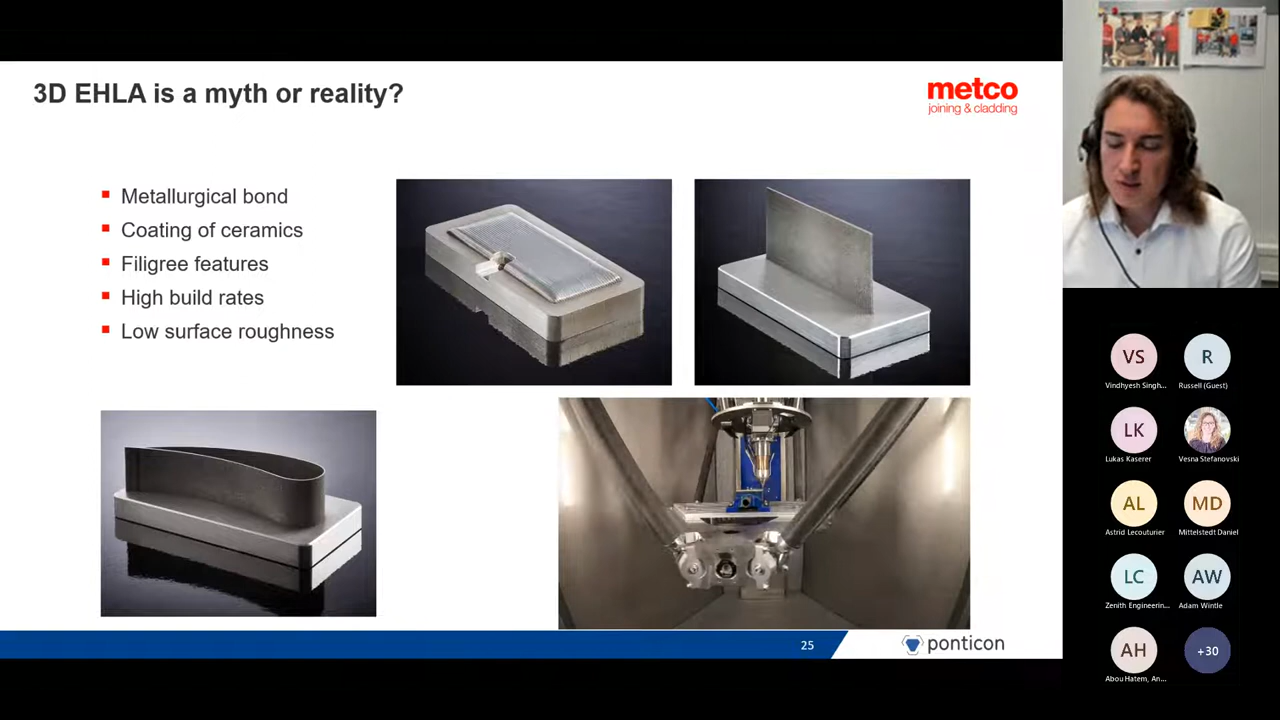 3D EHLA is a myth or reality?
metco
joining & cladding
Metallurgical bond
Coating of ceramics
Filigree features
High build rates
Low surface roughness
25
ponticon
VS
Vindhyesh Singh...
R
Russell (Guest)
LK
Lukas Kaserer
Vesna Stefanovski
AL
Astrid Lecouturier
MD
Mittelstedt Daniel
LC
Zenith Engineerin...
AW
Adam Wintle
AH
Abou Hatem, An...
+30